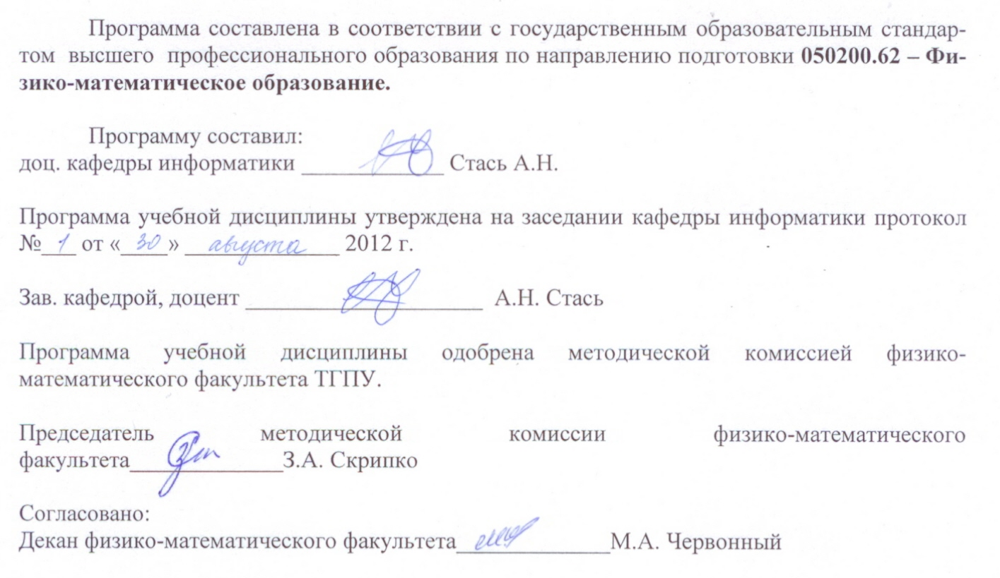 Программа составлена в соответствии с государственным образовательным стандар-
том высшего профессионального образования по направлению подготовки 050200.62 – Фи-
зико-математическое образование.
Программу составил:
доц. кафедры информатики ____________ Стась А.Н.
Программа учебной дисциплины утверждена на заседании кафедры информатики протокол
№ 1 от « 30 » августа 2012 г.
Зав. кафедрой, доцент ____________________ А.Н. Стась
Программа учебной дисциплины одобрена методической комиссией физико-
математического факультета ТГПУ.
Председатель методической комиссии физико-математического
факультета_____________З.А. Скрипко
Согласовано:
Декан физико-математического факультета_____________М.А. Червонный